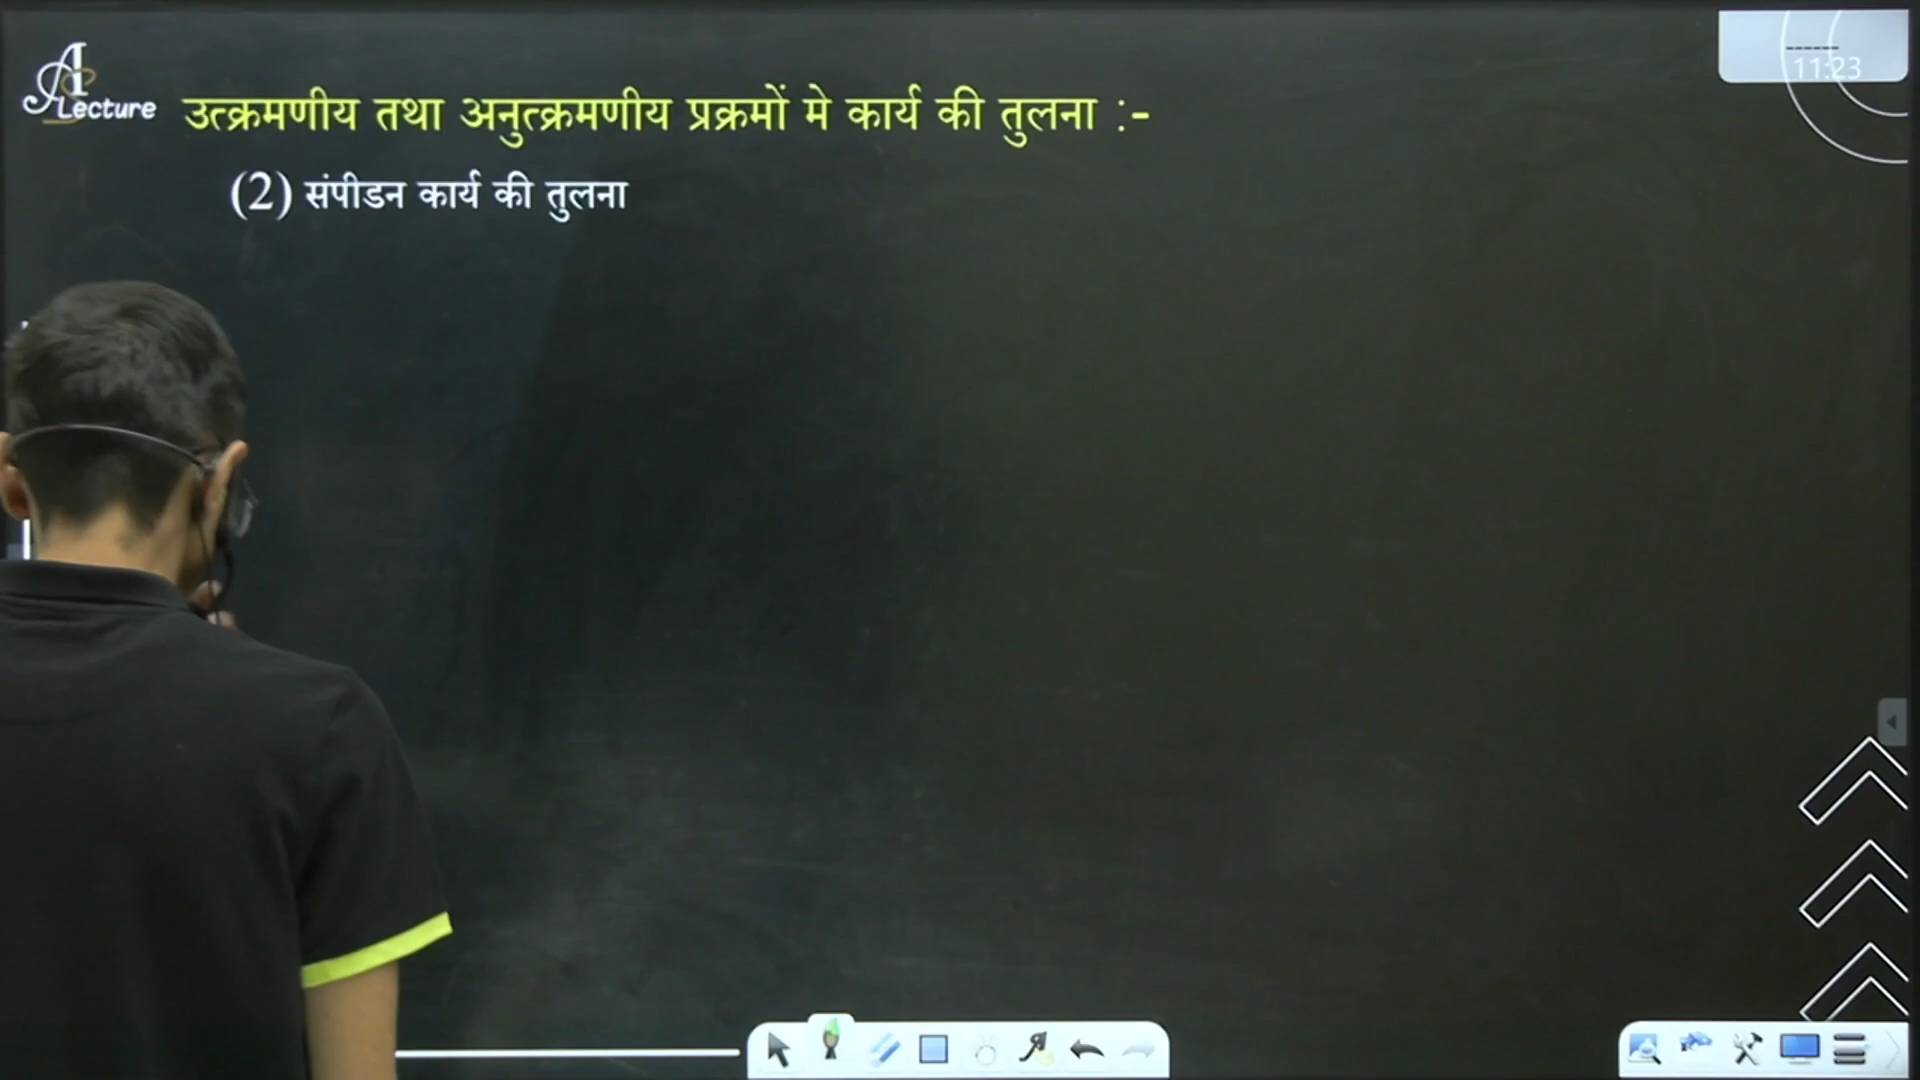 A
S
Lecture
11:23
उत्क्रमणीय तथा अनुत्क्रमणीय प्रक्रमों मे कार्य की तुलना :-
(2) संपीडन कार्य की तुलना